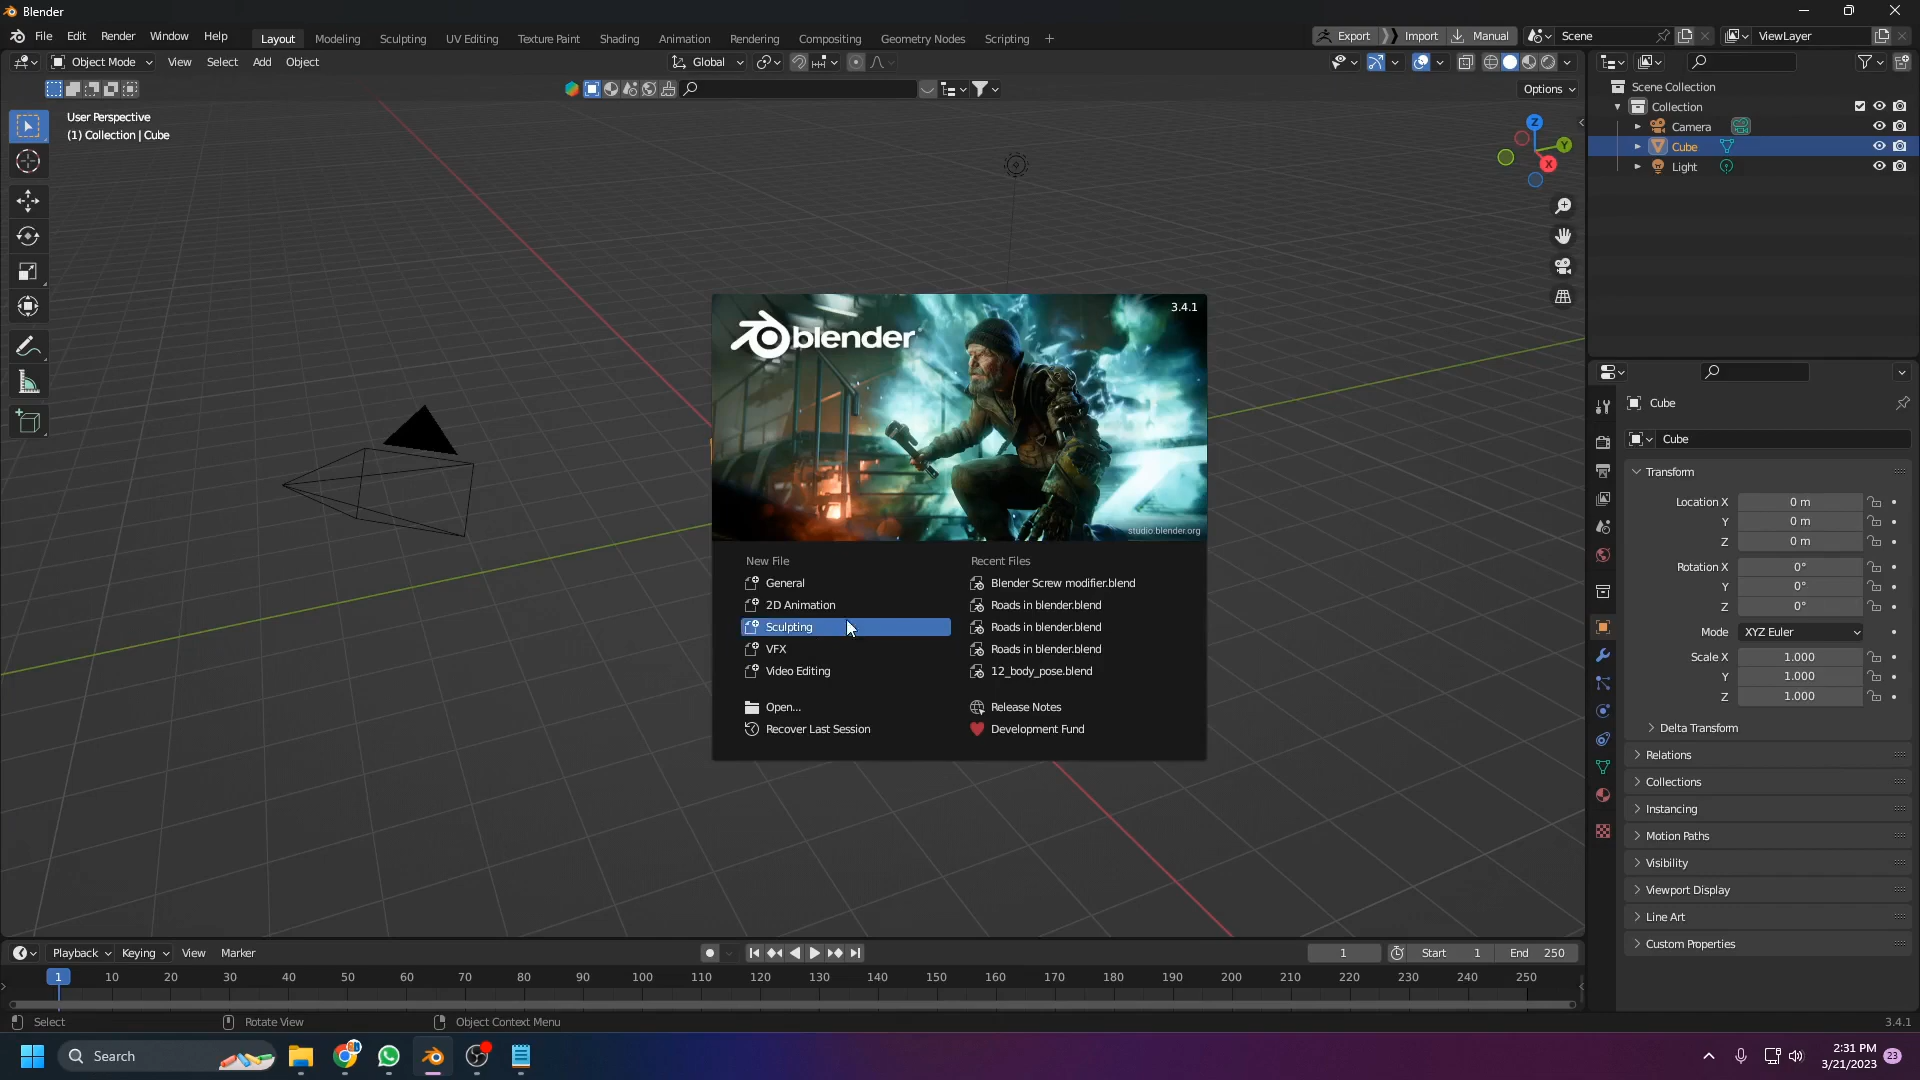 Blender
File Edit Render Window Help Layout Modeling Sculpting UV Editing Texture Paint Shading Animation Rendering Compositing Geometry Nodes Scripting + Export Import Manual Scene ViewLayer
Object Mode View Select Add Object Global
Options
User Perspective
(1) Collection | Cube
Z
Y
X
Scene Collection
Collection
Camera
Cube
Light
3.4.1
blender
studio.blender.org
New File Recent Files
General Blender Screw modifier.blend
2D Animation Roads in blender.blend
Sculpting Roads in blender.blend
VFX Roads in blender.blend
Video Editing 12_body_pose.blend
Open... Release Notes
Recover Last Session Development Fund
Cube
Cube
Transform
Location X 0 m
Y 0 m
Z 0 m
Rotation X 0°
Y 0°
Z 0°
Mode XYZ Euler
Scale X 1.000
Y 1.000
Z 1.000
Delta Transform
Relations
Collections
Instancing
Motion Paths
Visibility
Viewport Display
Line Art
Custom Properties
Playback Keying View Marker 1 Start 1 End 250
1 10 20 30 40 50 60 70 80 90 100 110 120 130 140 150 160 170 180 190 200 210 220 230 240 250
Select Rotate View Object Context Menu 3.4.1
Search 2:31 PM
3/21/2023 23